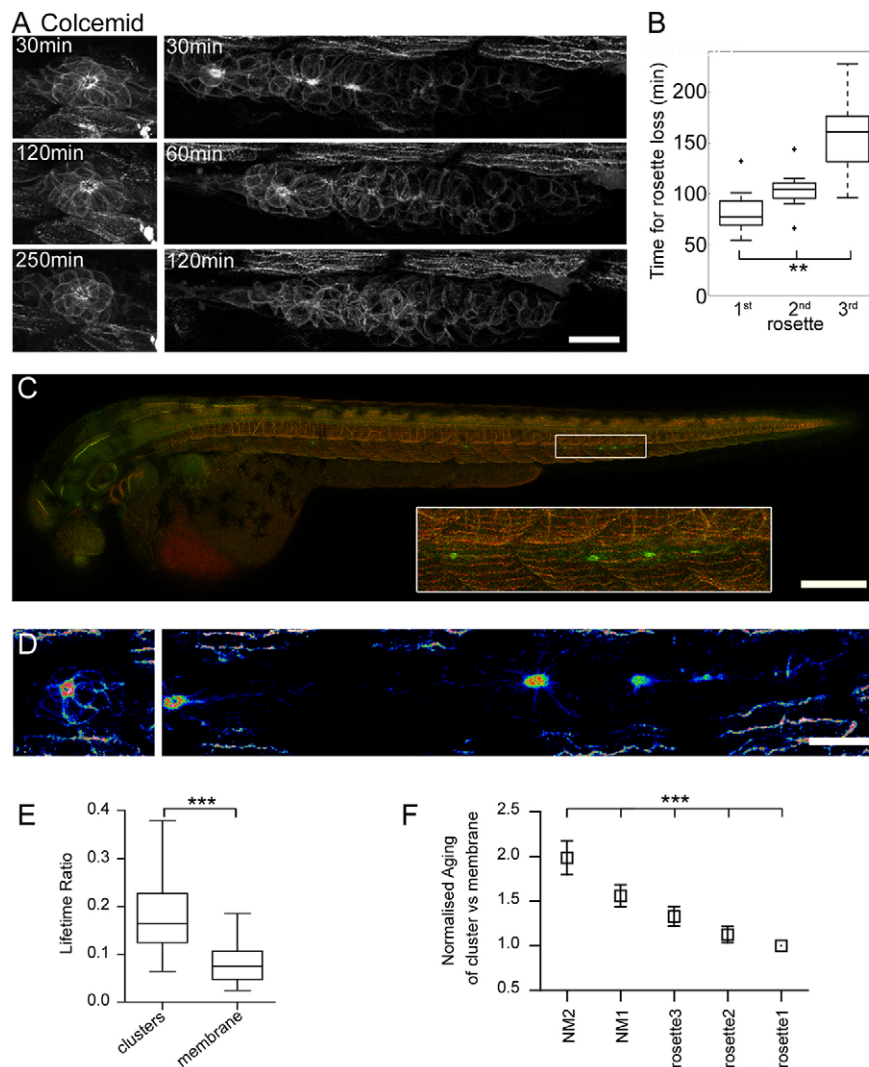 A Colcemid
30min
30min
120min
60min
250min
120min
B
Time for rosette loss (min)
200
150
100
50
0
**
1st
2nd
3rd
rosette
C
D
E
Lifetime Ratio
0.4
0.3
0.2
0.1
0.0
***
clusters
membrane
F
Normalised Aging
of cluster vs membrane
2.5
2.0
1.5
1.0
0.5
***
NM2
NM1
rosette3
rosette2
rosette1